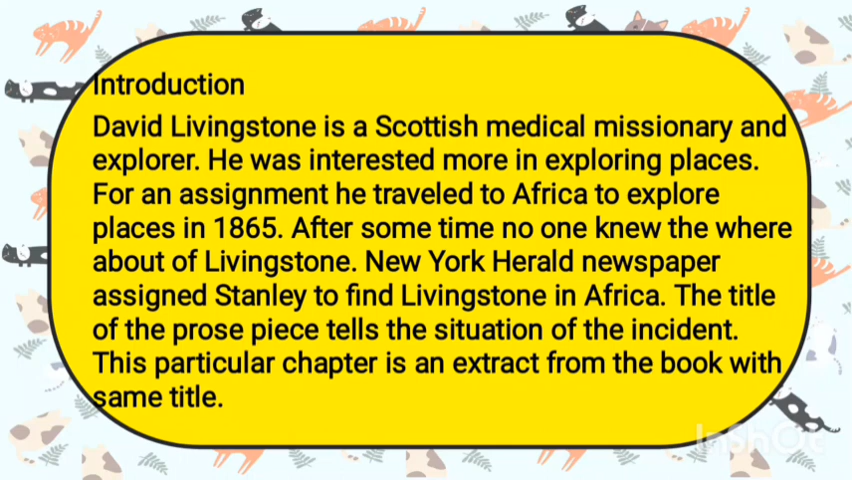 Introduction
David Livingstone is a Scottish medical missionary and
explorer. He was interested more in exploring places.
For an assignment he traveled to Africa to explore
places in 1865. After some time no one knew the where
about of Livingstone. New York Herald newspaper
assigned Stanley to find Livingstone in Africa. The title
of the prose piece tells the situation of the incident.
This particular chapter is an extract from the book with
same title.
InShOt